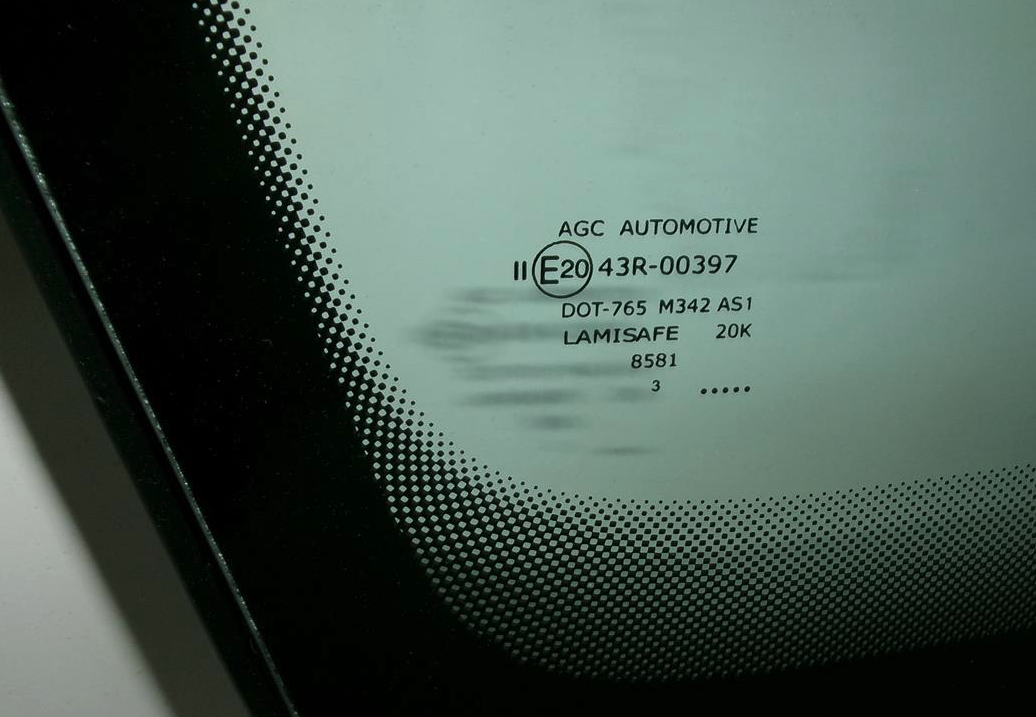 AGC AUTOMOTIVE
II E20 43R-00397
DOT-765 M342 AS1
LAMISAFE 20K
8581
3 .....